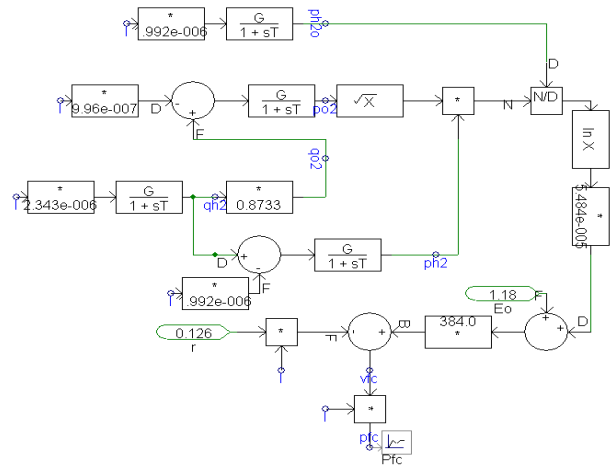 ph2o
*
.992e-006
G
1 + sT
I
D
*
9.96e-007
D
-
+
F
G
1 + sT
po2
√X
*
N
N/D
I
ln X
qo2
*
2.343e-006
G
1 + sT
qh2
*
0.8733
*
5.484e-005
D
+
-
F
G
1 + sT
ph2
*
.992e-006
I
1.18
F
Eo
0.126
r
*
I
F
-
+
B
384.0
*
+
+
D
vfc
I
*
pfc
Pfc